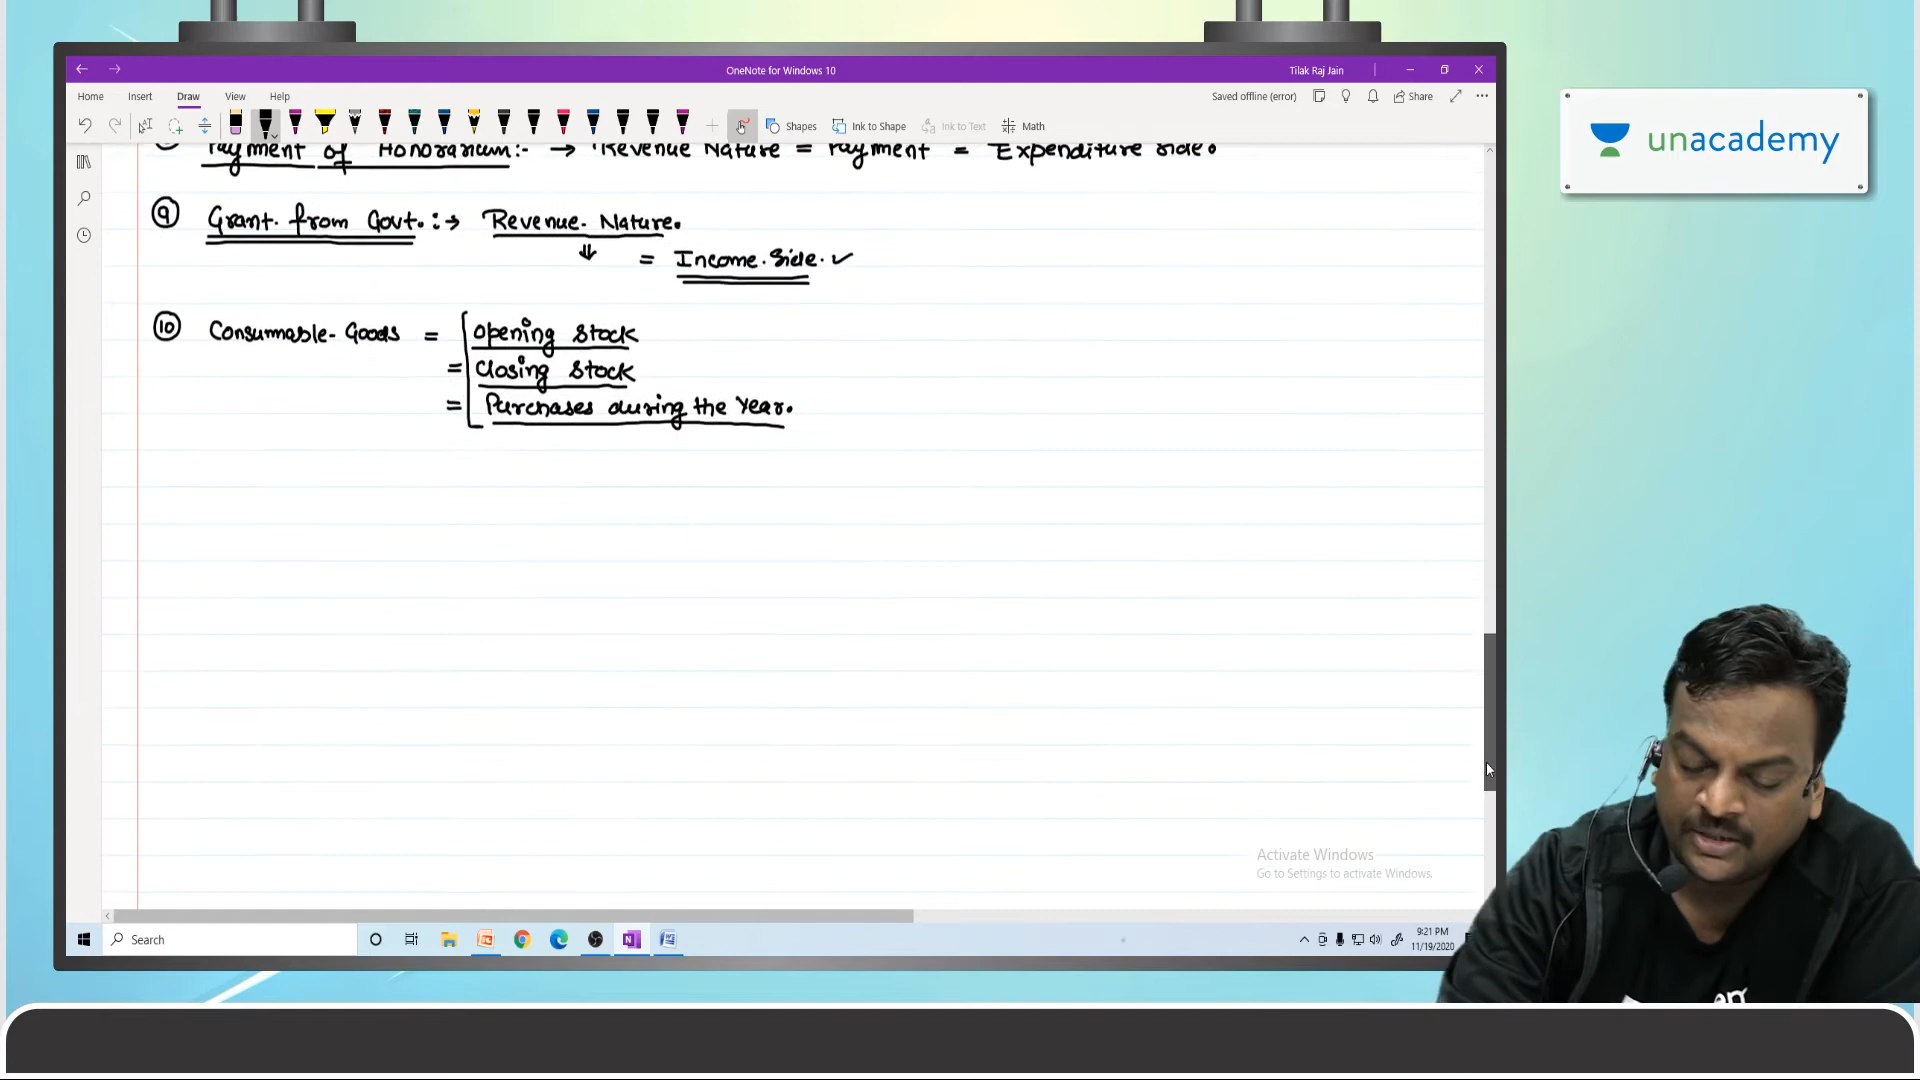 OneNote for Windows 10
Tilak Raj Jain
Home Insert Draw View Help
Saved offline (error) Share
Shapes Ink to Shape Ink to Text Math
Payment of Honorarium:- → Revenue Nature = Payment = Expenditure side.
⑨ Grant from Govt. :→ Revenue Nature.
⇓ = Income Side. ✓
⑩ Consumable Goods = Opening Stock
= Closing Stock
= Purchases during the Year.
Activate Windows
Go to Settings to activate Windows.
Search
9:21 PM
11/19/2020
unacademy